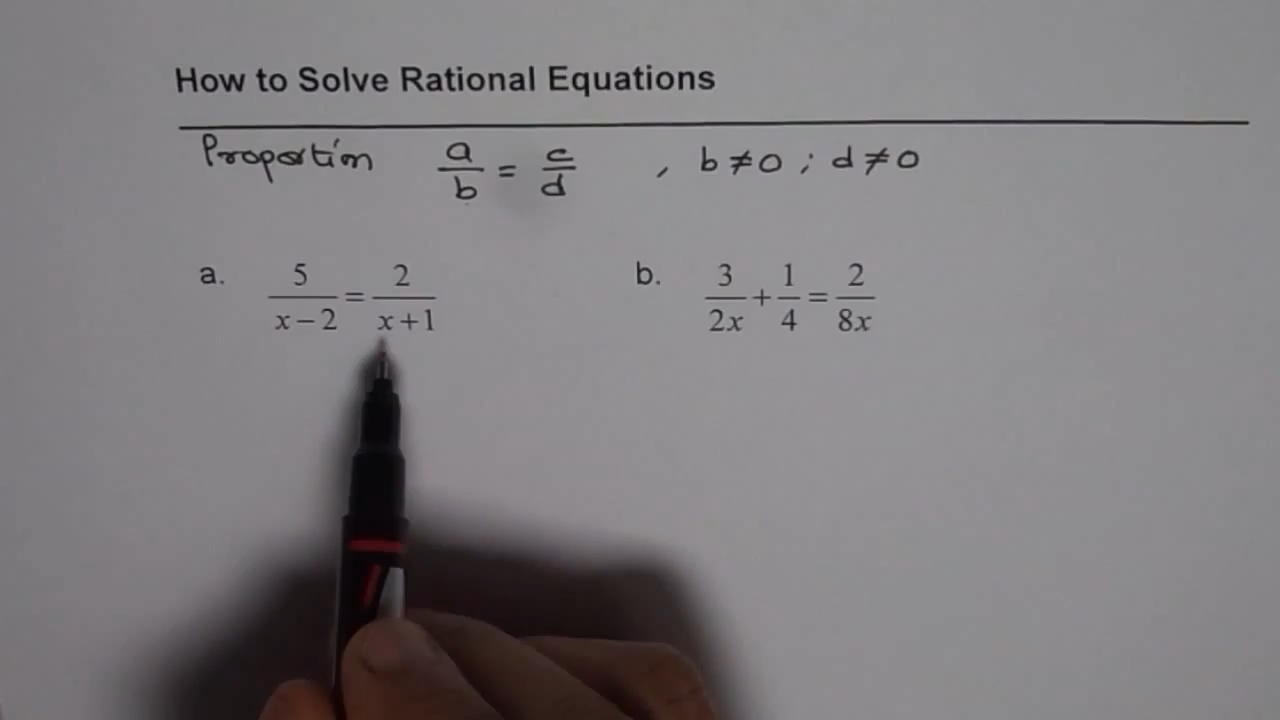 How to Solve Rational Equations
Proportion a/b = c/d , b ≠ 0 ; d ≠ 0
a. 5/(x−2) = 2/(x+1) b. 3/2x + 1/4 = 2/8x